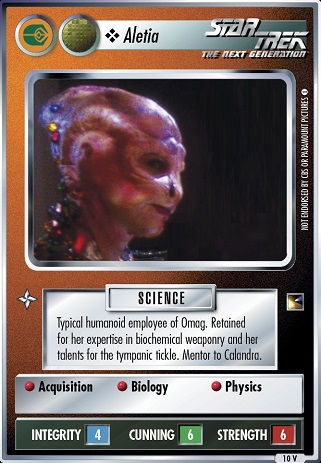 ❖ Aletia
STAR TREK
THE NEXT GENERATION
NOT ENDORSED BY CBS OR PARAMOUNT PICTURES
SCIENCE
Typical humanoid employee of Omag. Retained
for her expertise in biochemical weaponry and her
talents for the tympanic tickle. Mentor to Calandra.
Acquisition Biology Physics
INTEGRITY 4 CUNNING 6 STRENGTH 6
10 V